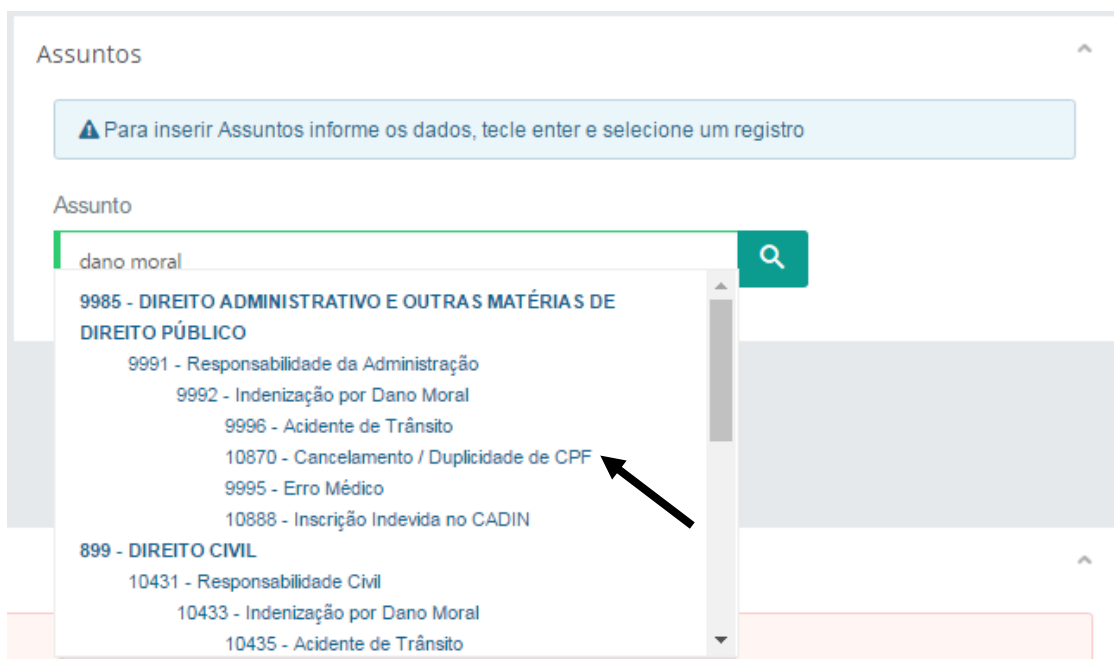 Assuntos
Para inserir Assuntos informe os dados, tecle enter e selecione um registro
Assunto
dano moral
9985 - DIREITO ADMINISTRATIVO E OUTRAS MATÉRIAS DE
DIREITO PÚBLICO
9991 - Responsabilidade da Administração
9992 - Indenização por Dano Moral
9996 - Acidente de Trânsito
10870 - Cancelamento / Duplicidade de CPF
9995 - Erro Médico
10888 - Inscrição Indevida no CADIN
899 - DIREITO CIVIL
10431 - Responsabilidade Civil
10433 - Indenização por Dano Moral
10435 - Acidente de Trânsito